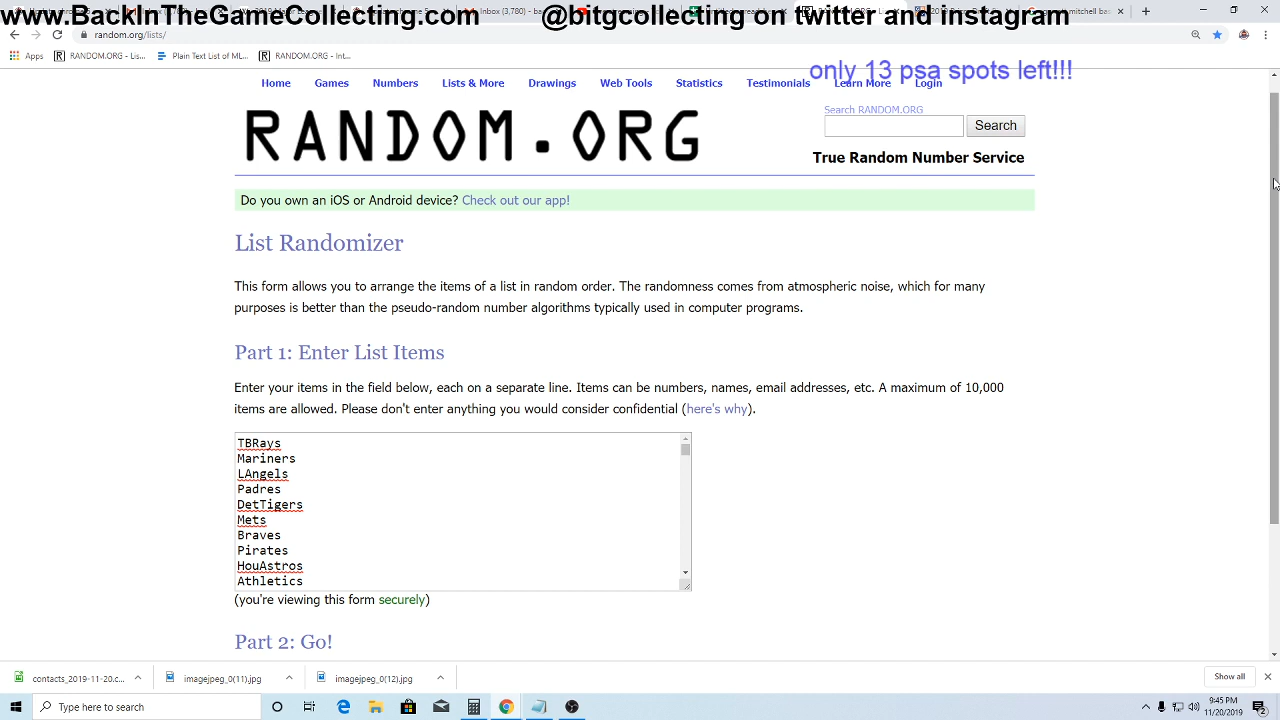 www.BackInTheGameCollecting.com @bitgcollecting on twitter and instagram
random.org/lists/
Apps RANDOM.ORG - Lis... Plain Text List of ML... RANDOM.ORG - Int...
only 13 psa spots left!!!
Home Games Numbers Lists & More Drawings Web Tools Statistics Testimonials Learn More Login
RANDOM.ORG
Search RANDOM.ORG
Search
True Random Number Service
Do you own an iOS or Android device? Check out our app!
List Randomizer
This form allows you to arrange the items of a list in random order. The randomness comes from atmospheric noise, which for many
purposes is better than the pseudo-random number algorithms typically used in computer programs.
Part 1: Enter List Items
Enter your items in the field below, each on a separate line. Items can be numbers, names, email addresses, etc. A maximum of 10,000
items are allowed. Please don't enter anything you would consider confidential (here's why).
TBRays
Mariners
LAngels
Padres
DetTigers
Mets
Braves
Pirates
HouAstros
Athletics
(you're viewing this form securely)
Part 2: Go!
contacts_2019-11-20.c... imagejpeg_0(11).jpg imagejpeg_0(12).jpg Show all
Type here to search
9:45 PM
11/20/2019